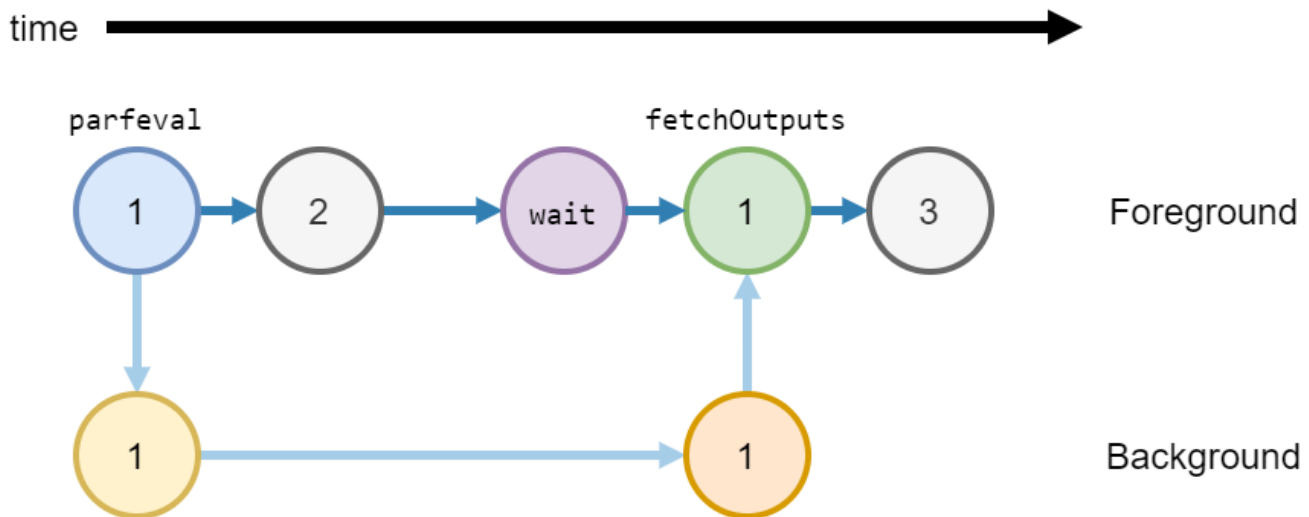 time
parfeval
fetchOutputs
1
2
wait
1
3
Foreground
1
1
Background